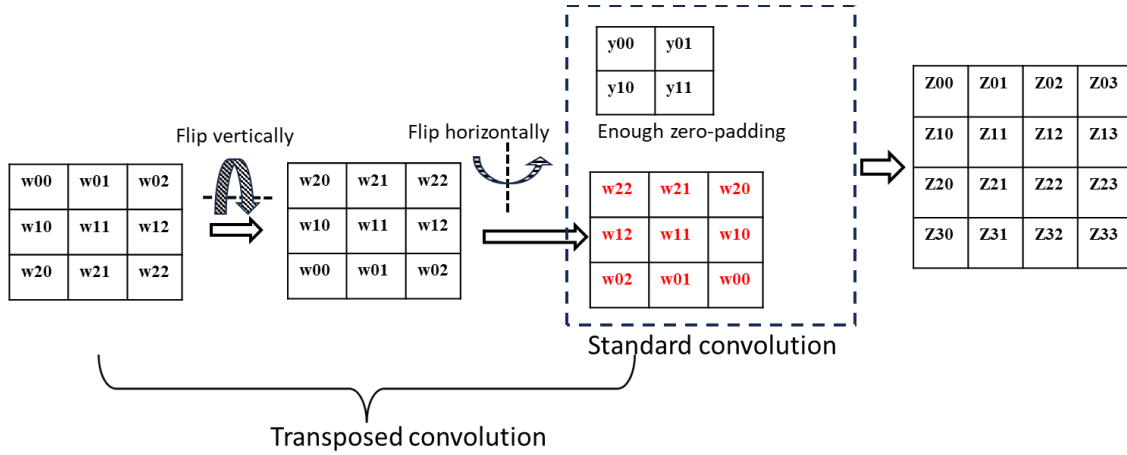 y00 y01
y10 y11
Enough zero-padding
Z00 Z01 Z02 Z03
Z10 Z11 Z12 Z13
Z20 Z21 Z22 Z23
Z30 Z31 Z32 Z33
Flip vertically
Flip horizontally
w00 w01 w02
w10 w11 w12
w20 w21 w22
w20 w21 w22
w10 w11 w12
w00 w01 w02
w22 w21 w20
w12 w11 w10
w02 w01 w00
Standard convolution
Transposed convolution